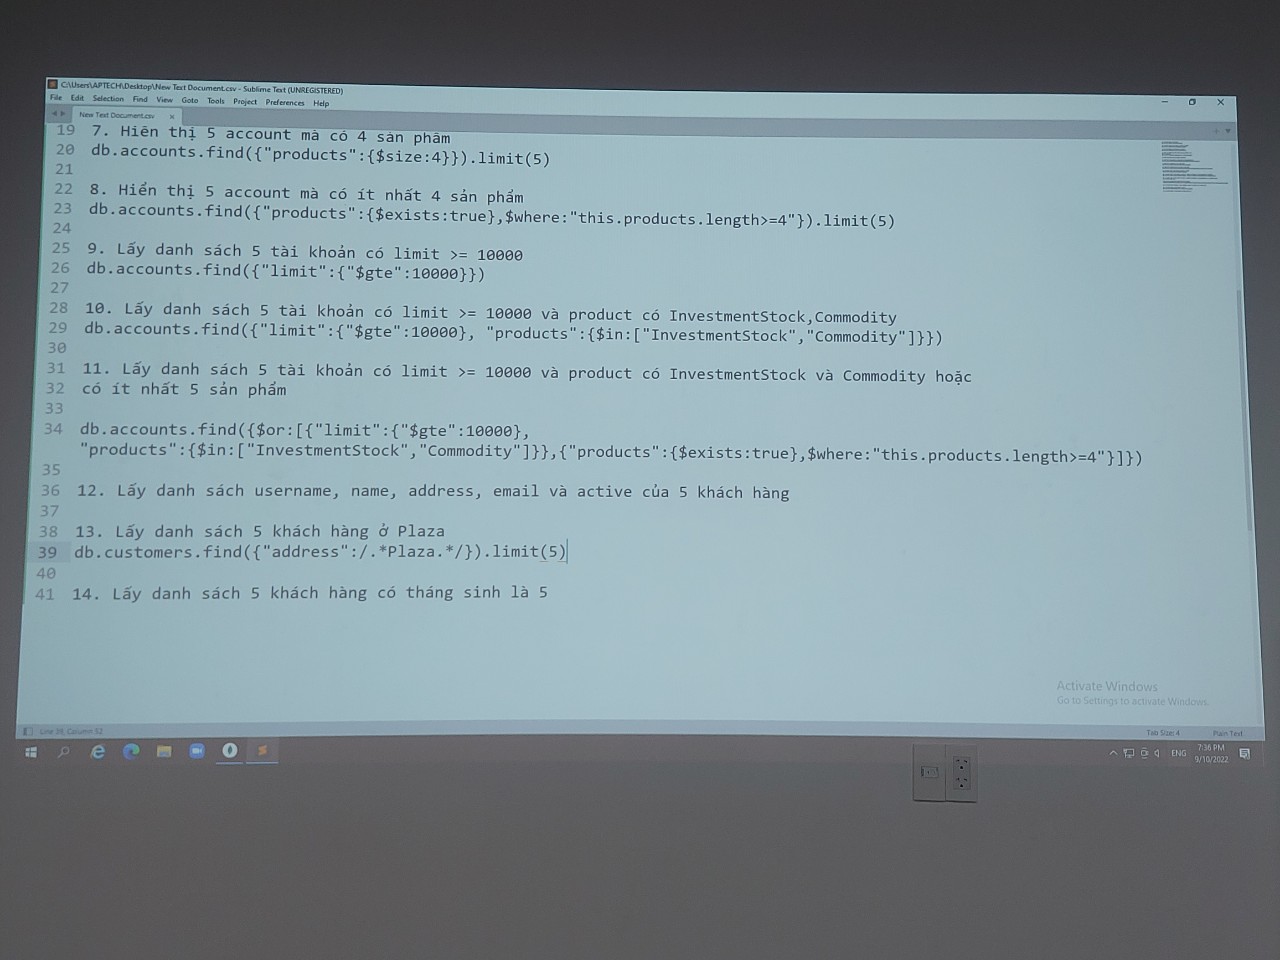 C:\Users\APTECH\Desktop\New Text Document.csv - Sublime Text (UNREGISTERED)
File Edit Selection Find View Goto Tools Project Preferences Help
New Text Document.csv
19 7. Hiển thị 5 account mà có 4 sản phẩm
20 db.accounts.find({"products":{$size:4}}).limit(5)
21
22 8. Hiển thị 5 account mà có ít nhất 4 sản phẩm
23 db.accounts.find({"products":{$exists:true},$where:"this.products.length>=4"}).limit(5)
24
25 9. Lấy danh sách 5 tài khoản có limit >= 10000
26 db.accounts.find({"limit":{"$gte":10000}})
27
28 10. Lấy danh sách 5 tài khoản có limit >= 10000 và product có InvestmentStock,Commodity
29 db.accounts.find({"limit":{"$gte":10000}, "products":{$in:["InvestmentStock","Commodity"]}})
30
31 11. Lấy danh sách 5 tài khoản có limit >= 10000 và product có InvestmentStock và Commodity hoặc
32 có ít nhất 5 sản phẩm
33
34 db.accounts.find({$or:[{"limit":{"$gte":10000},
"products":{$in:["InvestmentStock","Commodity"]}},{"products":{$exists:true},$where:"this.products.length>=4"}]})
35
36 12. Lấy danh sách username, name, address, email và active của 5 khách hàng
37
38 13. Lấy danh sách 5 khách hàng ở Plaza
39 db.customers.find({"address":/.*Plaza.*/}).limit(5)
40
41 14. Lấy danh sách 5 khách hàng có tháng sinh là 5
Activate Windows
Go to Settings to activate Windows.
Line 39, Column 52
Tab Size: 4
Plain Text
ENG
7:36 PM
9/10/2022